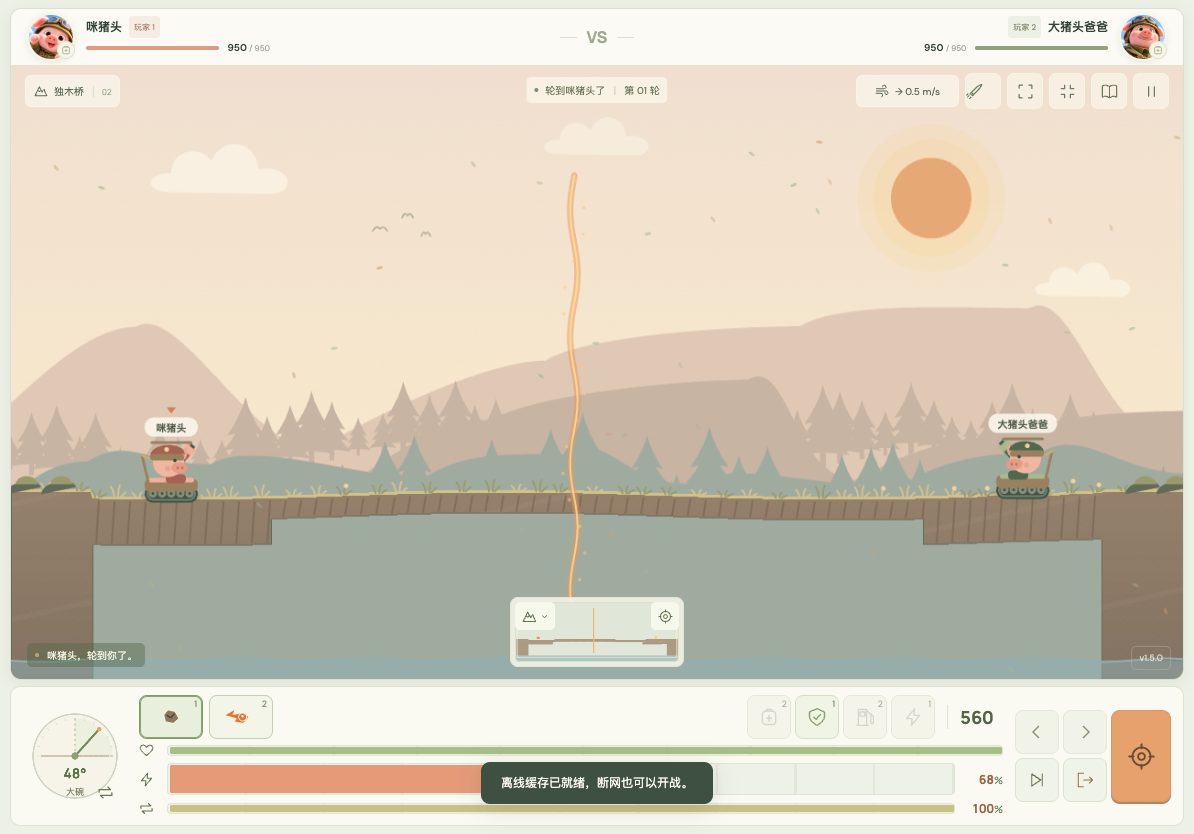 咪猪头 玩家 1
950 / 950
VS
玩家 2 大猪头爸爸
950 / 950
独木桥 02
轮到咪猪头了 第 01 轮
→ 0.5 m/s
咪猪头
大猪头爸爸
咪猪头，轮到你了。
v1.5.0
1
2
2
1
2
1
560
48°
大碗
68%
100%
离线缓存已就绪，断网也可以开战。